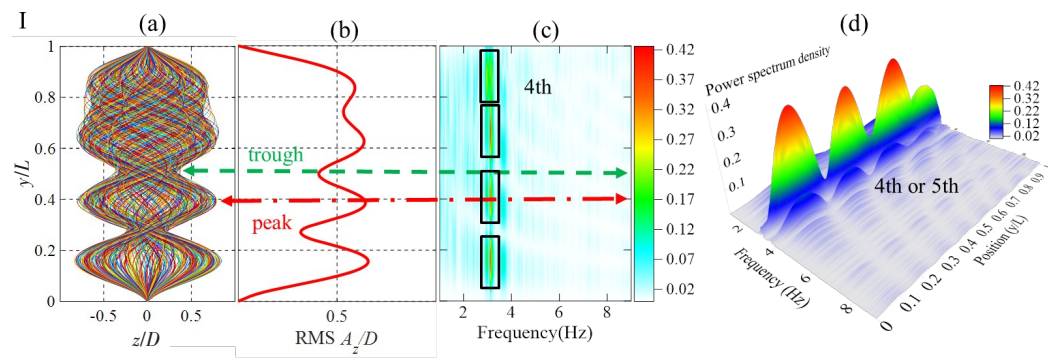 I
(a)
(b)
(c)
(d)
1
0.8
0.6
0.4
0.2
0
y/L
-0.5
0
0.5
z/D
trough
peak
0.5
RMS A_z/D
4th
2
4
6
8
Frequency(Hz)
0.42
0.37
0.32
0.27
0.22
0.17
0.12
0.07
0.02
Power spectrum density
0.4
0.3
0.2
0.1
0.42
0.32
0.22
0.12
0.02
4th or 5th
2
4
6
8
Frequency (Hz)
0
0.1
0.2
0.3
0.4
0.5
0.6
0.7
0.8
0.9
Position (y/L)